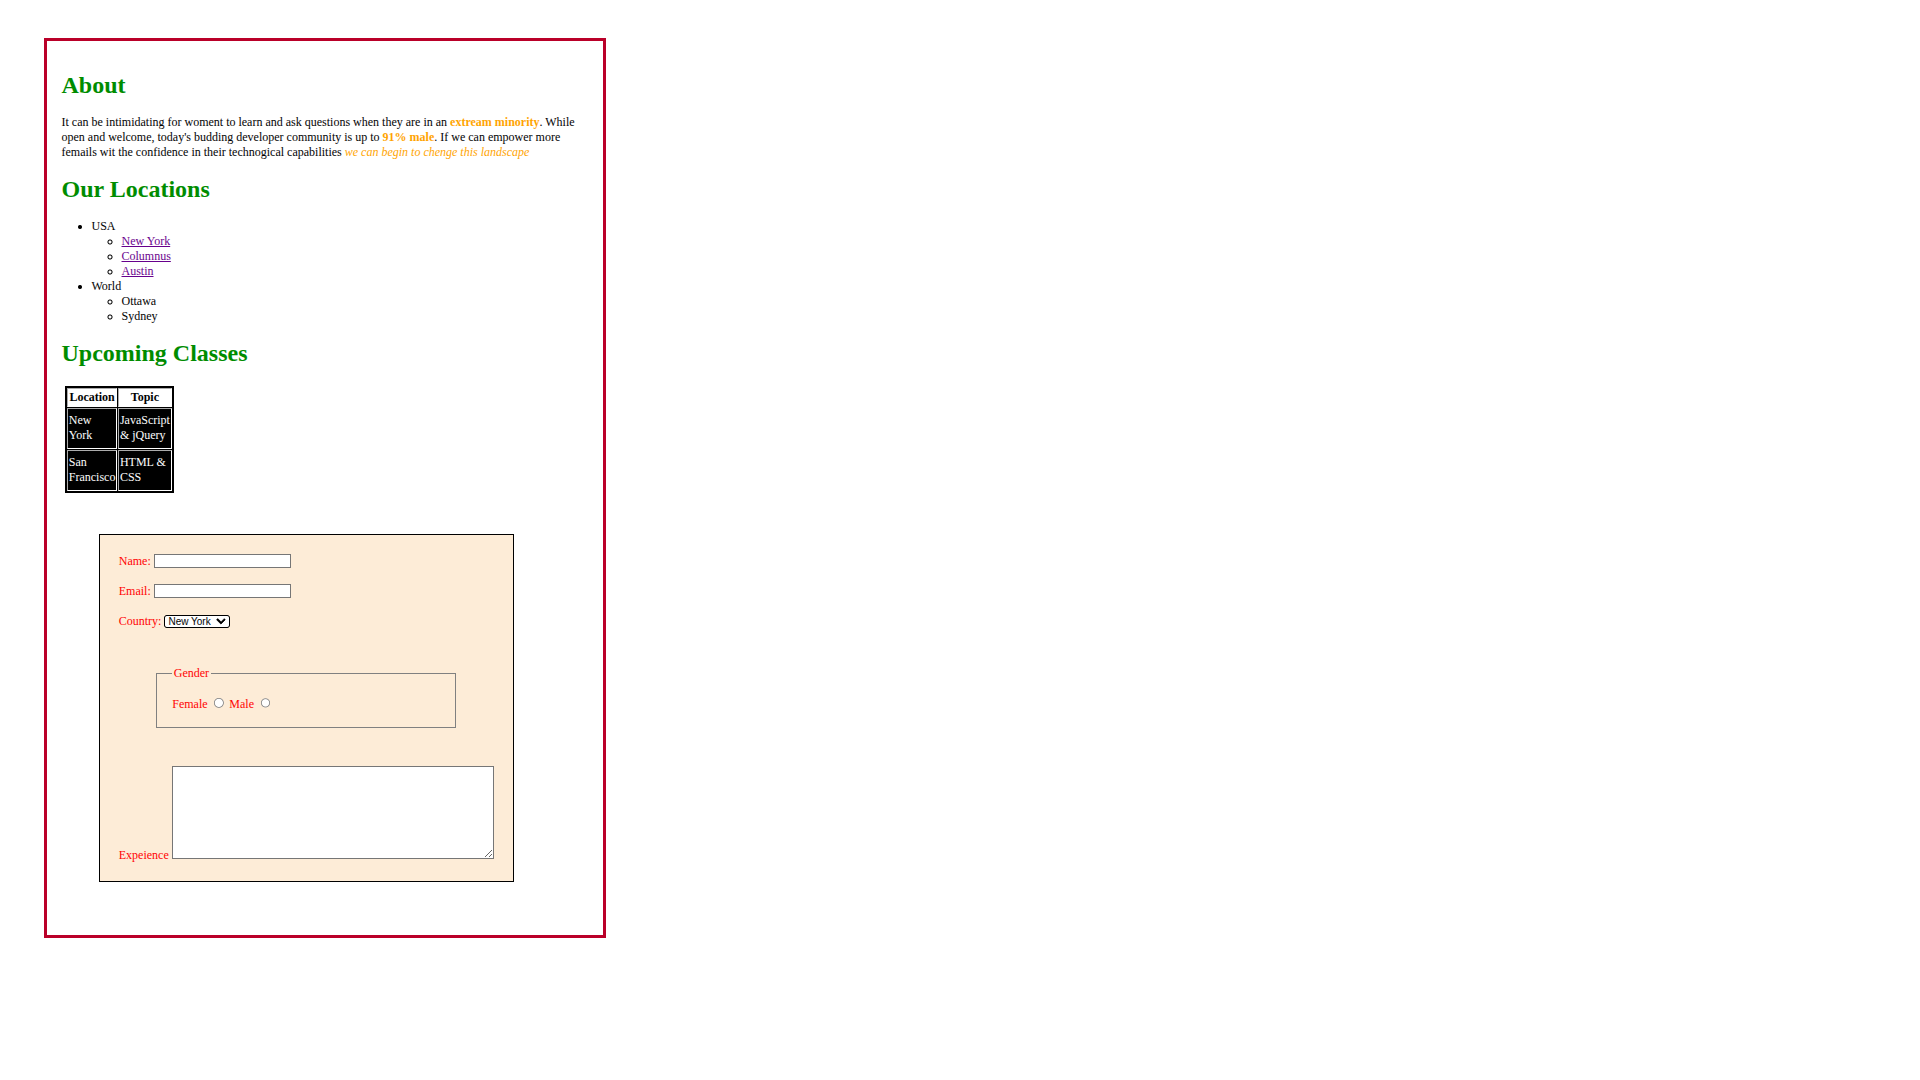 About
It can be intimidating for woment to learn and ask questions when they are in an extream minority. While
open and welcome, today's budding developer community is up to 91% male. If we can empower more
femails wit the confidence in their technogical capabilities we can begin to chenge this landscape
Our Locations
USA
New York
Columnus
Austin
World
Ottawa
Sydney
Upcoming Classes
Location Topic
New York JavaScript & jQuery
San Francisco HTML & CSS
Name:
Email:
Country: New York
Gender
Female Male
Expeience